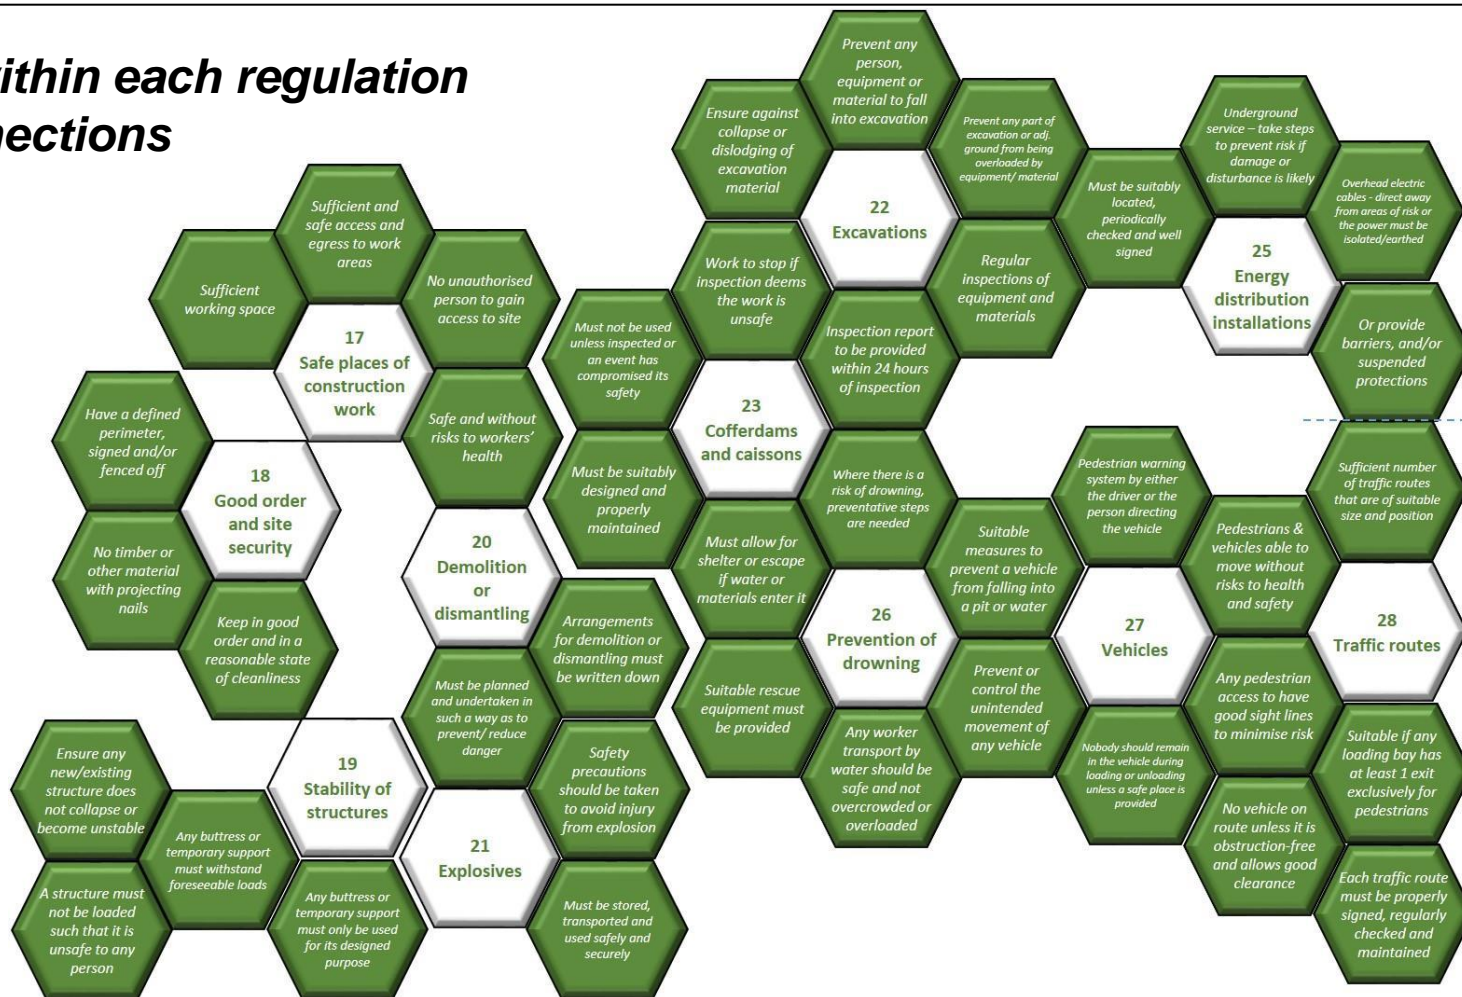 within each regulation
nections
Prevent any
person,
equipment or
material to fall
into excavation
Ensure against
collapse or
dislodging of
excavation
material
Prevent any part of
excavation or adj.
ground from being
overloaded by
equipment/ material
22
Excavations
Work to stop if
inspection deems
the work is
unsafe
Regular
inspections of
equipment and
materials
Inspection report
to be provided
within 24 hours
of inspection
Underground
service – take steps
to prevent risk if
damage or
disturbance is likely
Must be suitably
located,
periodically
checked and well
signed
Overhead electric
cables - direct away
from areas of risk or
the power must be
isolated/earthed
25
Energy
distribution
installations
Or provide
barriers, and/or
suspended
protections
Sufficient and
safe access and
egress to work
areas
Sufficient
working space
No unauthorised
person to gain
access to site
17
Safe places of
construction
work
Safe and without
risks to workers’
health
Have a defined
perimeter,
signed and/or
fenced off
18
Good order
and site
security
No timber or
other material
with projecting
nails
Keep in good
order and in a
reasonable state
of cleanliness
Must not be used
unless inspected or
an event has
compromised its
safety
23
Cofferdams
and caissons
Must be suitably
designed and
properly
maintained
Must allow for
shelter or escape
if water or
materials enter it
20
Demolition
or
dismantling
Arrangements
for demolition or
dismantling must
be written down
Must be planned
and undertaken in
such a way as to
prevent/ reduce
danger
Where there is a
risk of drowning,
preventative steps
are needed
26
Prevention of
drowning
Suitable rescue
equipment must
be provided
Any worker
transport by
water should be
safe and not
overcrowded or
overloaded
Suitable
measures to
prevent a vehicle
from falling into
a pit or water
Prevent or
control the
unintended
movement of
any vehicle
Pedestrian warning
system by either
the driver or the
person directing
the vehicle
27
Vehicles
Nobody should remain
in the vehicle during
loading or unloading
unless a safe place is
provided
Pedestrians &
vehicles able to
move without
risks to health
and safety
Any pedestrian
access to have
good sight lines
to minimise risk
Sufficient number
of traffic routes
that are of suitable
size and position
28
Traffic routes
Suitable if any
loading bay has
at least 1 exit
exclusively for
pedestrians
No vehicle on
route unless it is
obstruction-free
and allows good
clearance
Each traffic route
must be properly
signed, regularly
checked and
maintained
Ensure any
new/existing
structure does
not collapse or
become unstable
19
Stability of
structures
Any buttress or
temporary support
must withstand
foreseeable loads
A structure must
not be loaded
such that it is
unsafe to any
person
Any buttress or
temporary support
must only be used
for its designed
purpose
Safety
precautions
should be taken
to avoid injury
from explosion
21
Explosives
Must be stored,
transported and
used safely and
securely